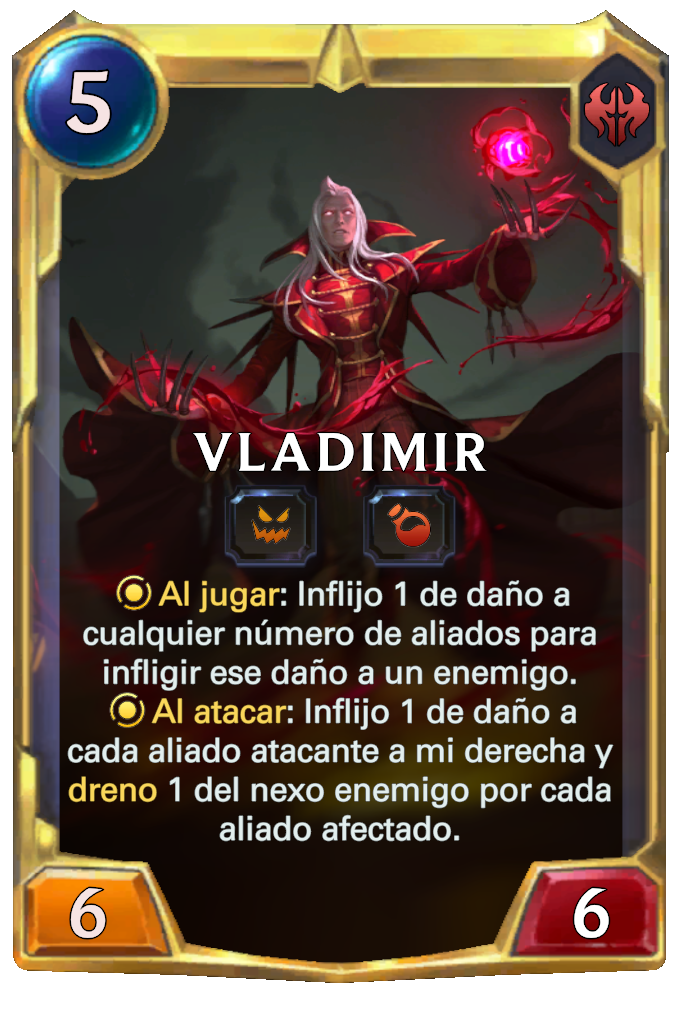 5
VLADIMIR
Al jugar: Inflijo 1 de daño a
cualquier número de aliados para
infligir ese daño a un enemigo.
Al atacar: Inflijo 1 de daño a
cada aliado atacante a mi derecha y
dreno 1 del nexo enemigo por cada
aliado afectado.
6
6